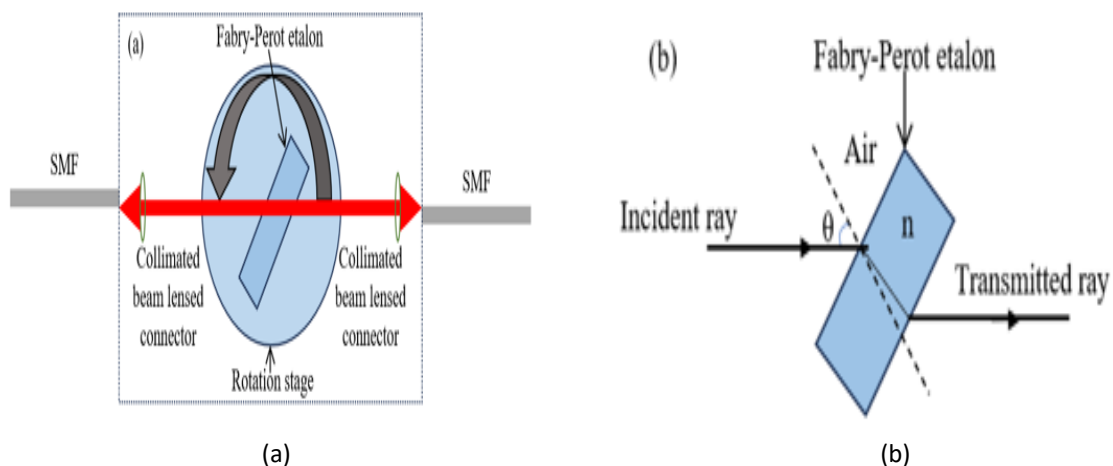 (a)
Fabry-Perot etalon
SMF
SMF
Collimated
beam lensed
connector
Collimated
beam lensed
connector
Rotation stage
(a)
(b)
Fabry-Perot etalon
Air
Incident ray
θ
n
Transmitted ray
(b)